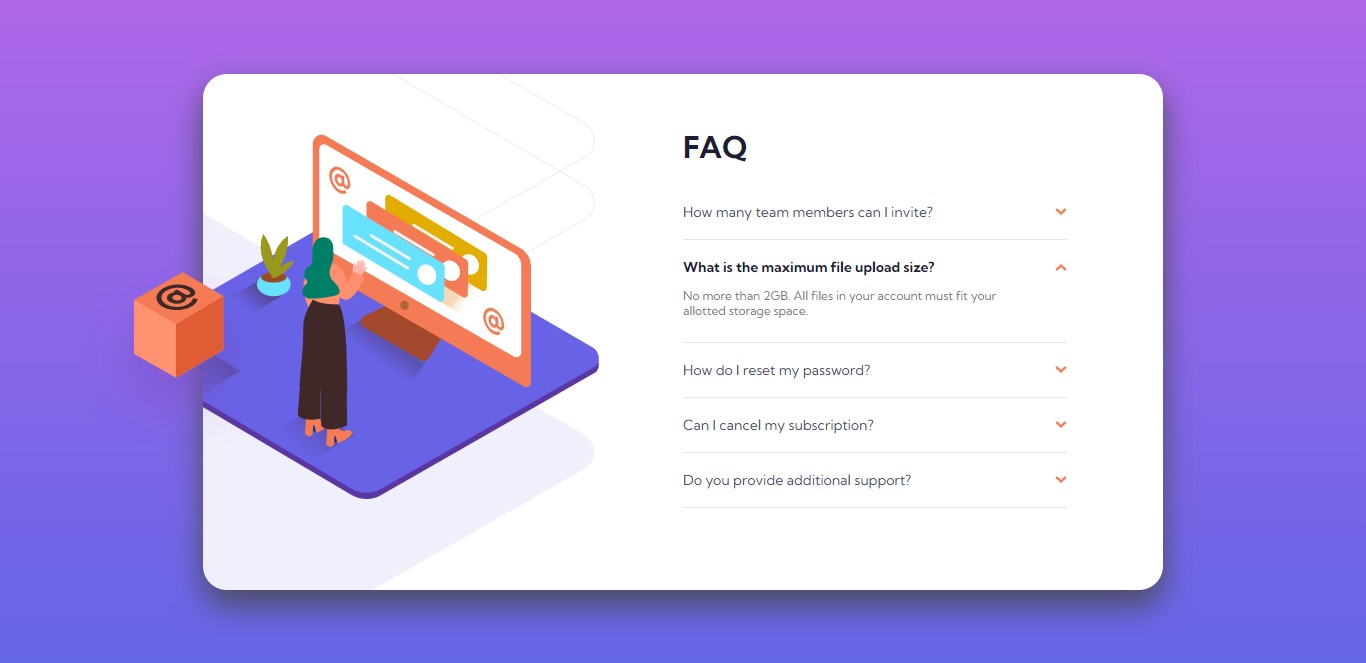 FAQ
How many team members can I invite?
What is the maximum file upload size?
No more than 2GB. All files in your account must fit your
allotted storage space.
How do I reset my password?
Can I cancel my subscription?
Do you provide additional support?
@
@
@